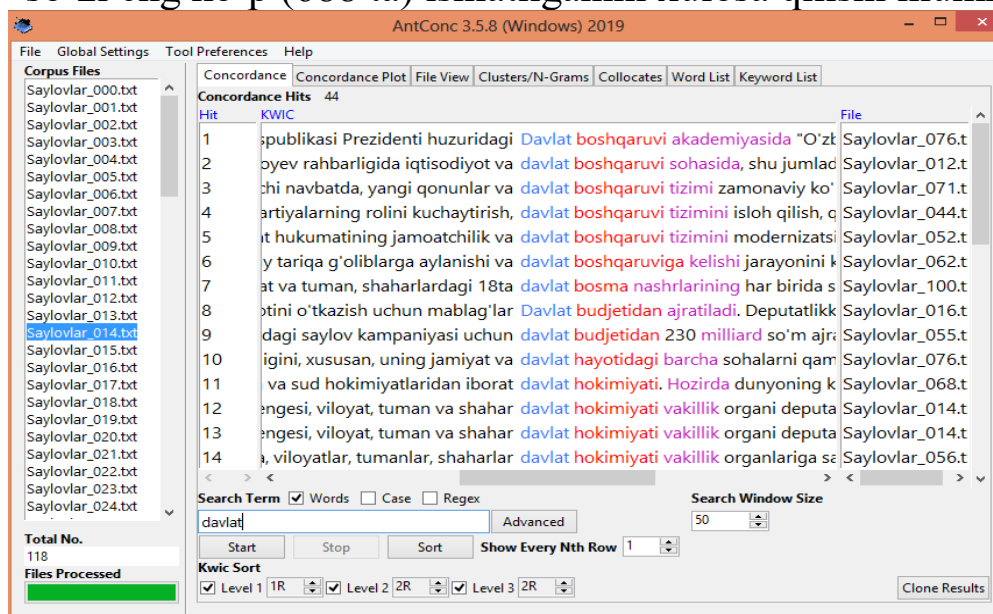 AntConc 3.5.8 (Windows) 2019
File Global Settings Tool Preferences Help
Corpus Files
Saylovlar_000.txt
Saylovlar_001.txt
Saylovlar_002.txt
Saylovlar_003.txt
Saylovlar_004.txt
Saylovlar_005.txt
Saylovlar_006.txt
Saylovlar_007.txt
Saylovlar_008.txt
Saylovlar_009.txt
Saylovlar_010.txt
Saylovlar_011.txt
Saylovlar_012.txt
Saylovlar_013.txt
Saylovlar_014.txt
Saylovlar_015.txt
Saylovlar_016.txt
Saylovlar_017.txt
Saylovlar_018.txt
Saylovlar_019.txt
Saylovlar_020.txt
Saylovlar_021.txt
Saylovlar_022.txt
Saylovlar_023.txt
Saylovlar_024.txt
Total No.
118
Files Processed
Concordance Concordance Plot File View Clusters/N-Grams Collocates Word List Keyword List
Concordance Hits 44
Hit KWIC File
1 spublikasi Prezidenti huzuridagi Davlat boshqaruvi akademiyasida "O'zb Saylovlar_076.t
2 oyev rahbarligida iqtisodiyot va davlat boshqaruvi sohasida, shu jumlad Saylovlar_012.t
3 chi navbatda, yangi qonunlar va davlat boshqaruvi tizimi zamonaviy ko' Saylovlar_071.t
4 artiyalarning rolini kuchaytirish, davlat boshqaruvi tizimini isloh qilish, q Saylovlar_044.t
5 t hukumatining jamoatchilik va davlat boshqaruvi tizimini modernizatsi Saylovlar_052.t
6 y tariqa g'oliblarga aylanishi va davlat boshqaruviga kelishi jarayonini k Saylovlar_062.t
7 at va tuman, shaharlardagi 18ta davlat bosma nashrlarining har birida s Saylovlar_100.t
8 otini o'tkazish uchun mablag'lar Davlat budjetidan ajratiladi. Deputatlikk Saylovlar_016.t
9 dagi saylov kampaniyasi uchun davlat budjetidan 230 milliard so'm ajra Saylovlar_055.t
10 igini, xususan, uning jamiyat va davlat hayotidagi barcha sohalarni qam Saylovlar_076.t
11 va sud hokimiyatlaridan iborat davlat hokimiyati. Hozirda dunyoning k Saylovlar_068.t
12 engesi, viloyat, tuman va shahar davlat hokimiyati vakillik organi deputa Saylovlar_014.t
13 engesi, viloyat, tuman va shahar davlat hokimiyati vakillik organi deputa Saylovlar_014.t
14 a, viloyatlar, tumanlar, shaharlar davlat hokimiyati vakillik organlariga sa Saylovlar_056.t
Search Term Words Case Regex Search Window Size
davlat Advanced 50
Start Stop Sort Show Every Nth Row 1
Kwic Sort
Level 1 1R Level 2 2R Level 3 2R Clone Results